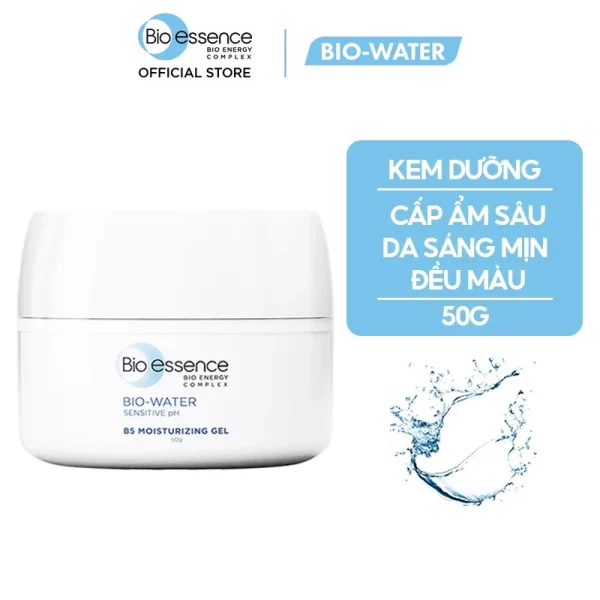 Bio essence
BIO ENERGY
COMPLEX
OFFICIAL STORE
BIO-WATER
KEM DƯỠNG
CẤP ẨM SÂU
DA SÁNG MỊN
ĐỀU MÀU
50G
Bio essence
BIO ENERGY
COMPLEX
BIO-WATER
SENSITIVE pH
B5 MOISTURIZING GEL
50g